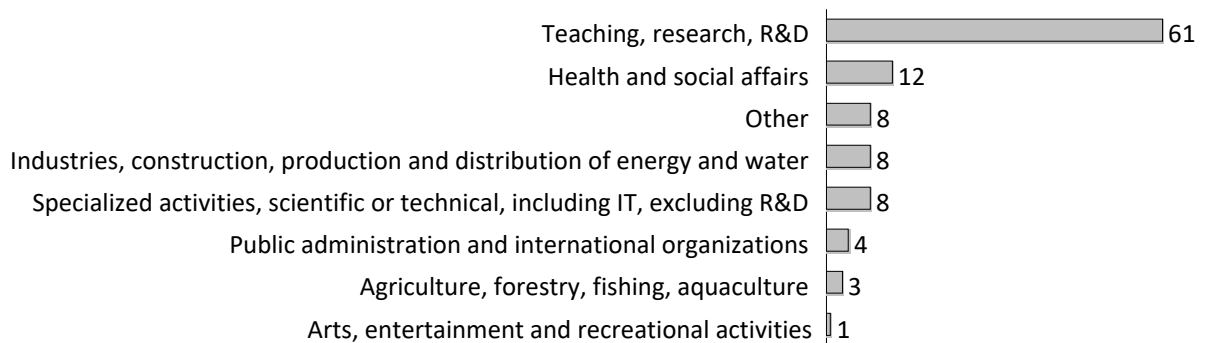 Teaching, research, R&D 61
Health and social affairs 12
Other 8
Industries, construction, production and distribution of energy and water 8
Specialized activities, scientific or technical, including IT, excluding R&D 8
Public administration and international organizations 4
Agriculture, forestry, fishing, aquaculture 3
Arts, entertainment and recreational activities 1